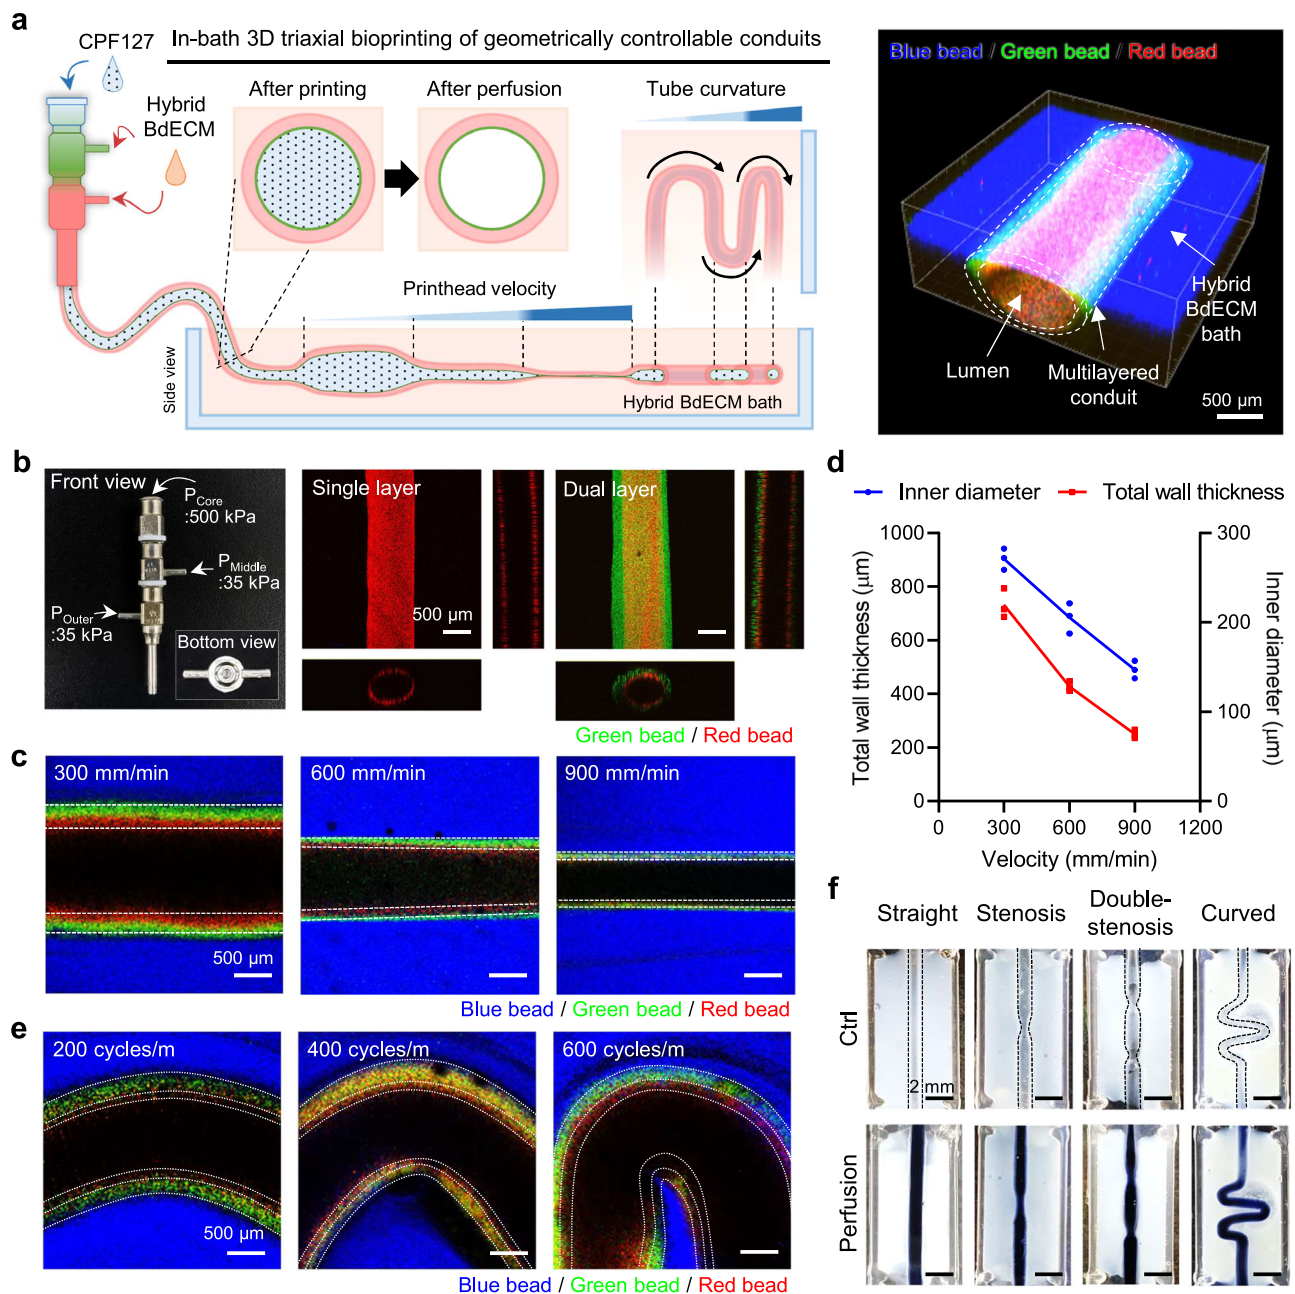 a
In-bath 3D triaxial bioprinting of geometrically controllable conduits
CPF127
Hybrid
BdECM
After printing
After perfusion
Tube curvature
Printhead velocity
Side view
Hybrid BdECM bath
Blue bead / Green bead / Red bead
Hybrid
BdECM
bath
Lumen
Multilayered
conduit
500 µm
b
Front view
PCore
:500 kPa
PMiddle
:35 kPa
POuter
:35 kPa
Bottom view
Single layer
500 µm
Dual layer
Green bead / Red bead
c
300 mm/min
600 mm/min
900 mm/min
500 µm
Blue bead / Green bead / Red bead
d
Inner diameter
Total wall thickness
Total wall thickness (µm)
1000
800
600
400
200
0
Inner diameter (µm)
300
200
100
0
0
300
600
900
1200
Velocity (mm/min)
e
200 cycles/m
400 cycles/m
600 cycles/m
500 µm
Blue bead / Green bead / Red bead
f
Straight
Stenosis
Double-
stenosis
Curved
Ctrl
2 mm
Perfusion